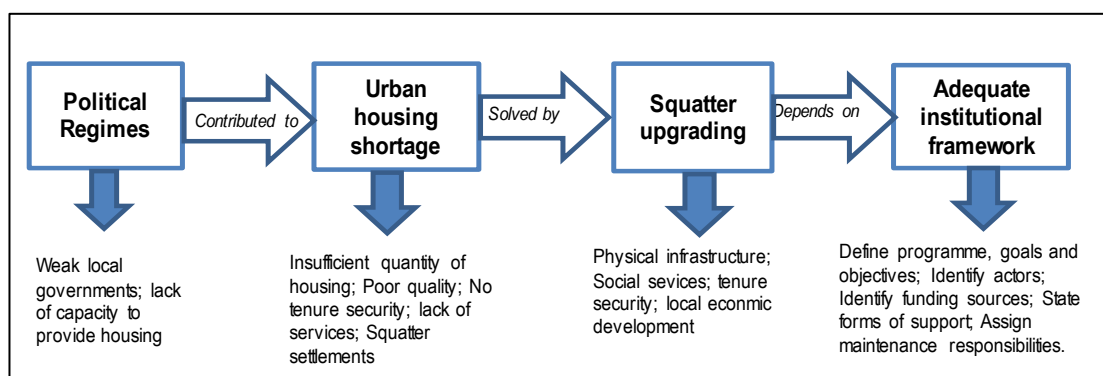 Political
Regimes
Contributed to
Urban
housing
shortage
Solved by
Squatter
upgrading
Depends on
Adequate
institutional
framework
Weak local
governments; lack
of capacity to
provide housing
Insufficient quantity of
housing; Poor quality; No
tenure security; lack of
services; Squatter
settlements
Physical infrastructure;
Social sevices; tenure
security; local econmic
development
Define programme, goals and
objectives; Identify actors;
Identify funding sources; State
forms of support; Assign
maintenance responsibilities.